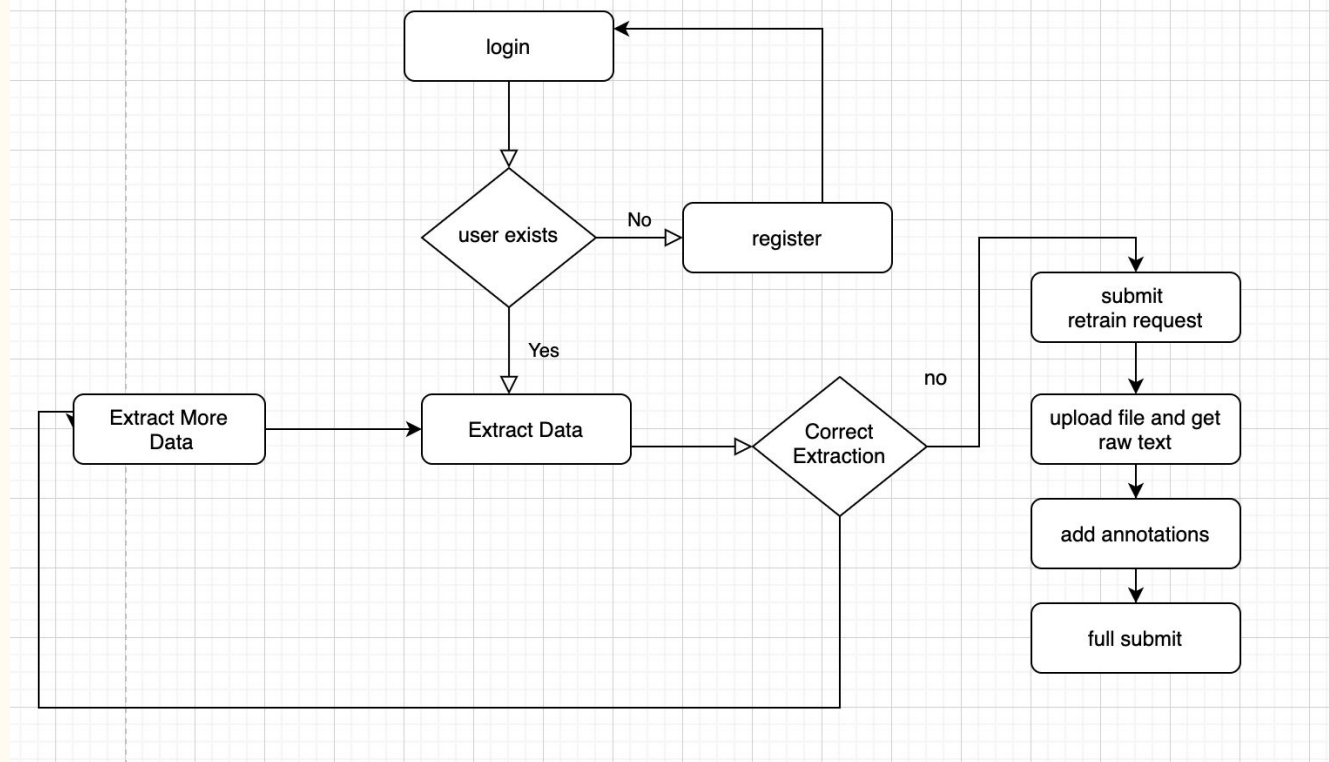 login
user exists
No
register
Yes
submit
retrain request
Extract More
Data
Extract Data
Correct
Extraction
no
upload file and get
raw text
add annotations
full submit